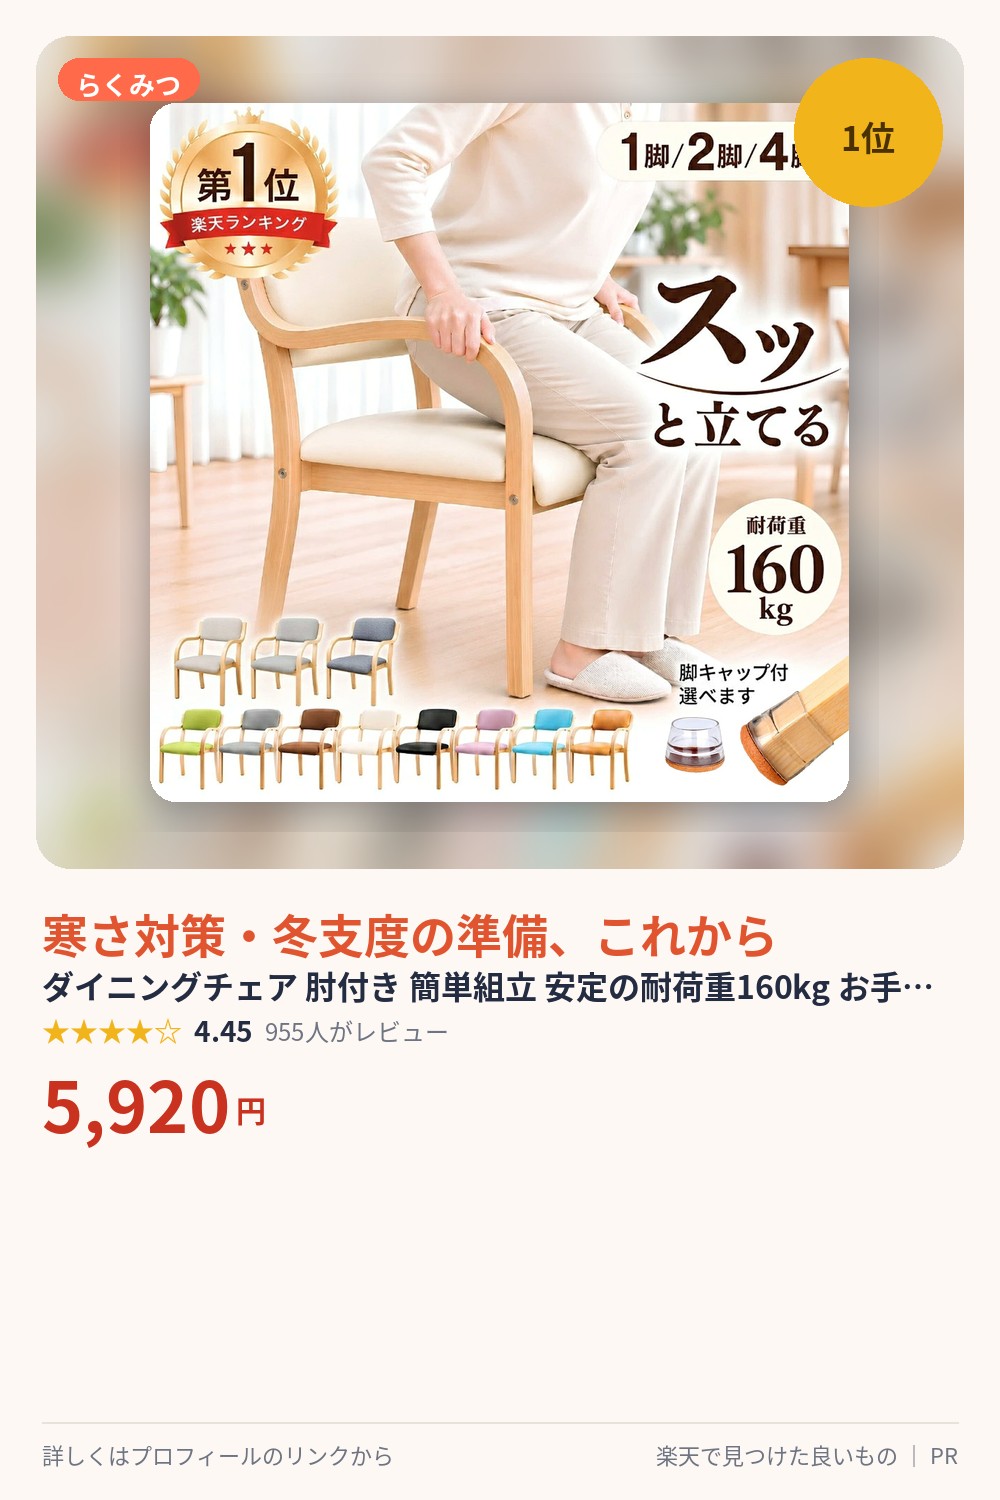 らくみつ
1位
第1位
楽天ランキング
1脚/2脚/4脚
スッ
と立てる
耐荷重
160
kg
脚キャップ付
選べます
寒さ対策・冬支度の準備、これから
ダイニングチェア 肘付き 簡単組立 安定の耐荷重160kg お手…
★★★★☆ 4.45 955人がレビュー
5,920円
詳しくはプロフィールのリンクから
楽天で見つけた良いもの ｜ PR